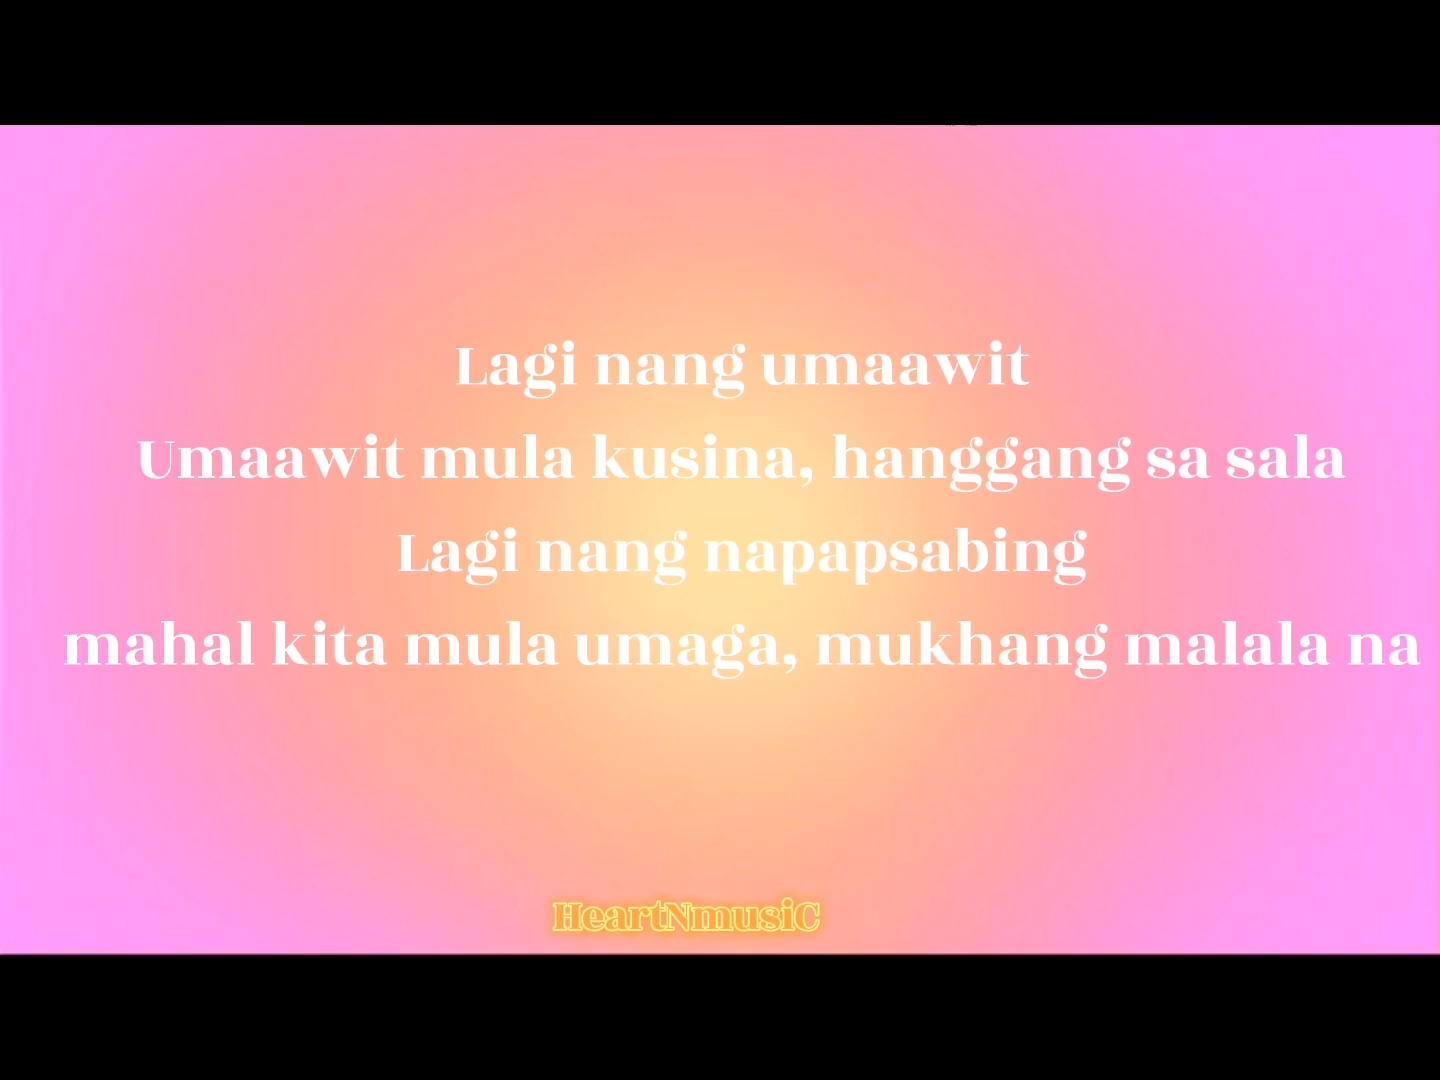 Lagi nang umaawit
Umaawit mula kusina, hanggang sa sala
Lagi nang napapsabing
mahal kita mula umaga, mukhang malala na
HeartNmusiC